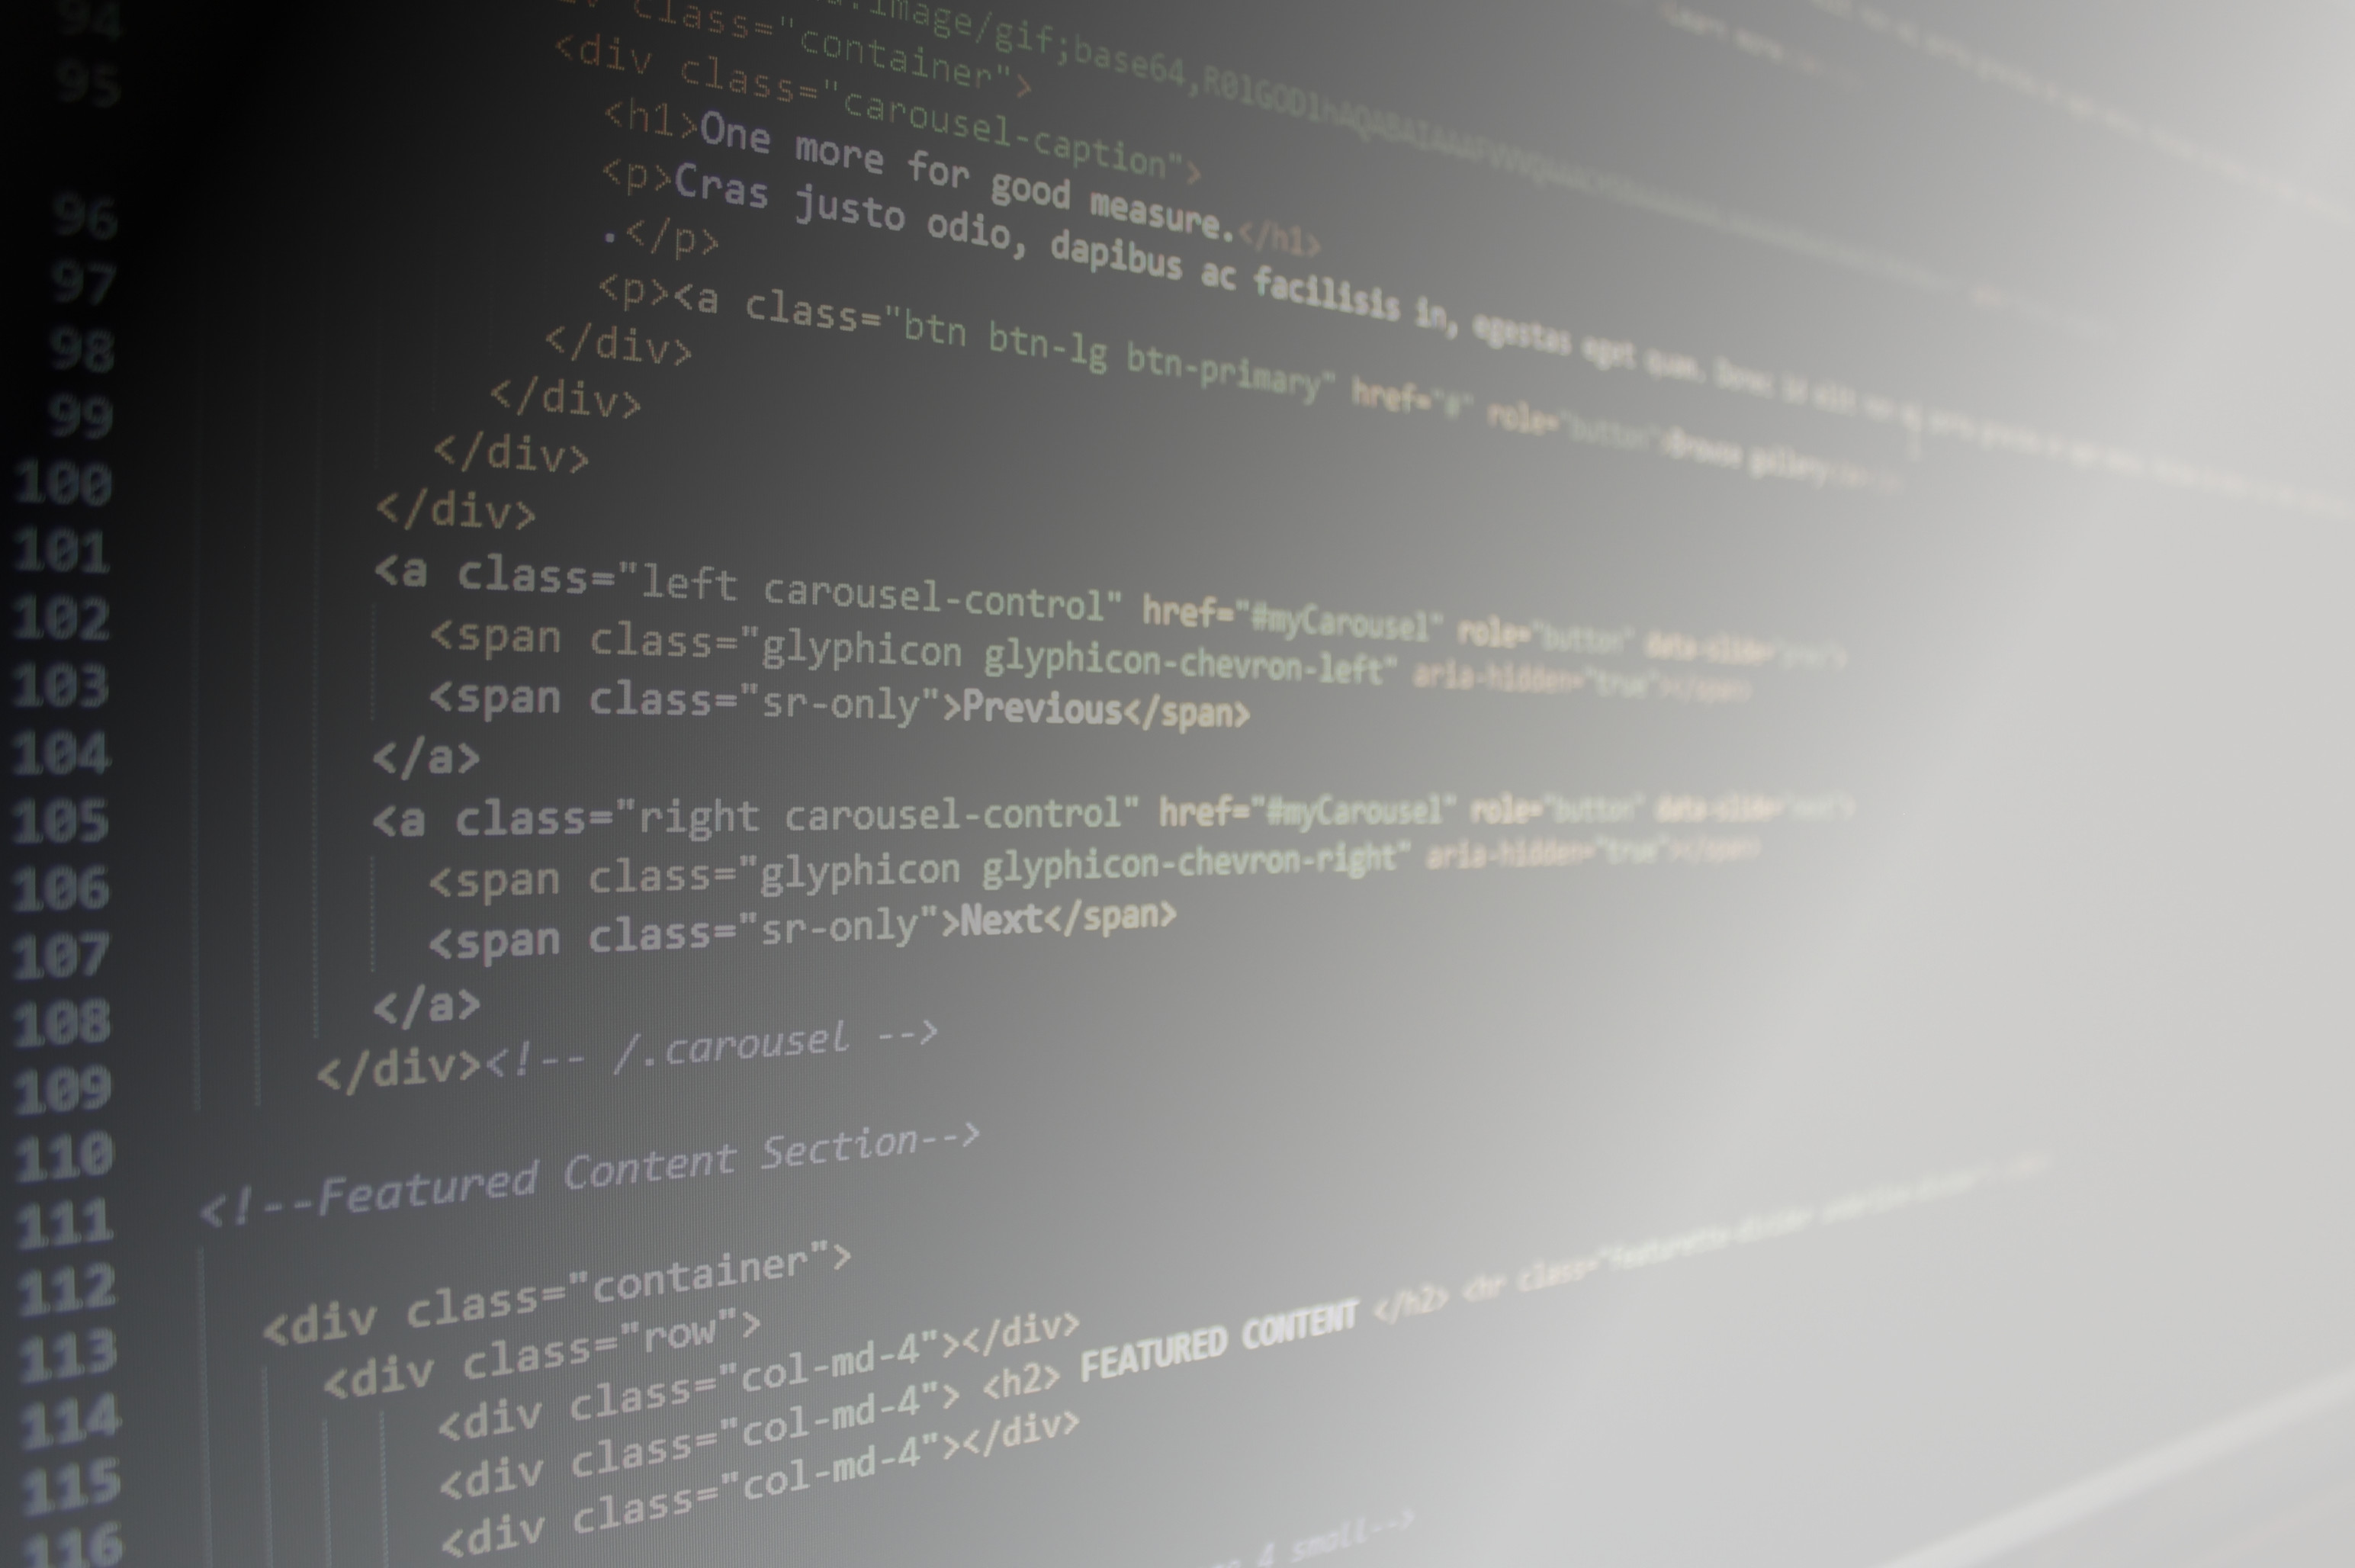 image/gif;base64,
class="container">
<div class="carousel-caption">
94 <h1>One more for good measure.</h1>
95 <p>Cras justo odio, dapibus ac facilisis in, egestas eget quam. Donec id elit
.</p>
96 <p><a class="btn btn-lg btn-primary" href="#" role="button">Browse gallery
97 </div>
98 </div>
99 </div>
100 </div>
101 <a class="left carousel-control" href="#myCarousel" role="button" data-slide="prev">
102 <span class="glyphicon glyphicon-chevron-left" aria-hidden="true"></span>
103 <span class="sr-only">Previous</span>
104 </a>
105 <a class="right carousel-control" href="#myCarousel" role="button" data-slide="next">
106 <span class="glyphicon glyphicon-chevron-right" aria-hidden="true"></span>
107 <span class="sr-only">Next</span>
108 </a>
109 </div><!-- /.carousel -->
110
111 <!--Featured Content Section-->
112
113 <div class="container">
114 <div class="row">
115 <div class="col-md-4"></div>
116 <div class="col-md-4"> <h2> FEATURED CONTENT </h2> <hr class="featurette-divider
<div class="col-md-4"></div>
4 small-->